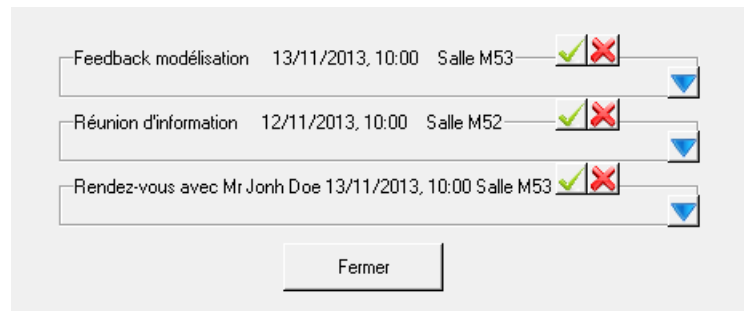 Feedback modélisation 13/11/2013, 10:00 Salle M53
Réunion d'information 12/11/2013, 10:00 Salle M52
Rendez-vous avec Mr Jonh Doe 13/11/2013, 10:00 Salle M53
Fermer